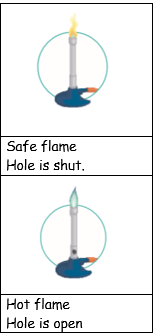 Safe flame
Hole is shut.
Hot flame
Hole is open